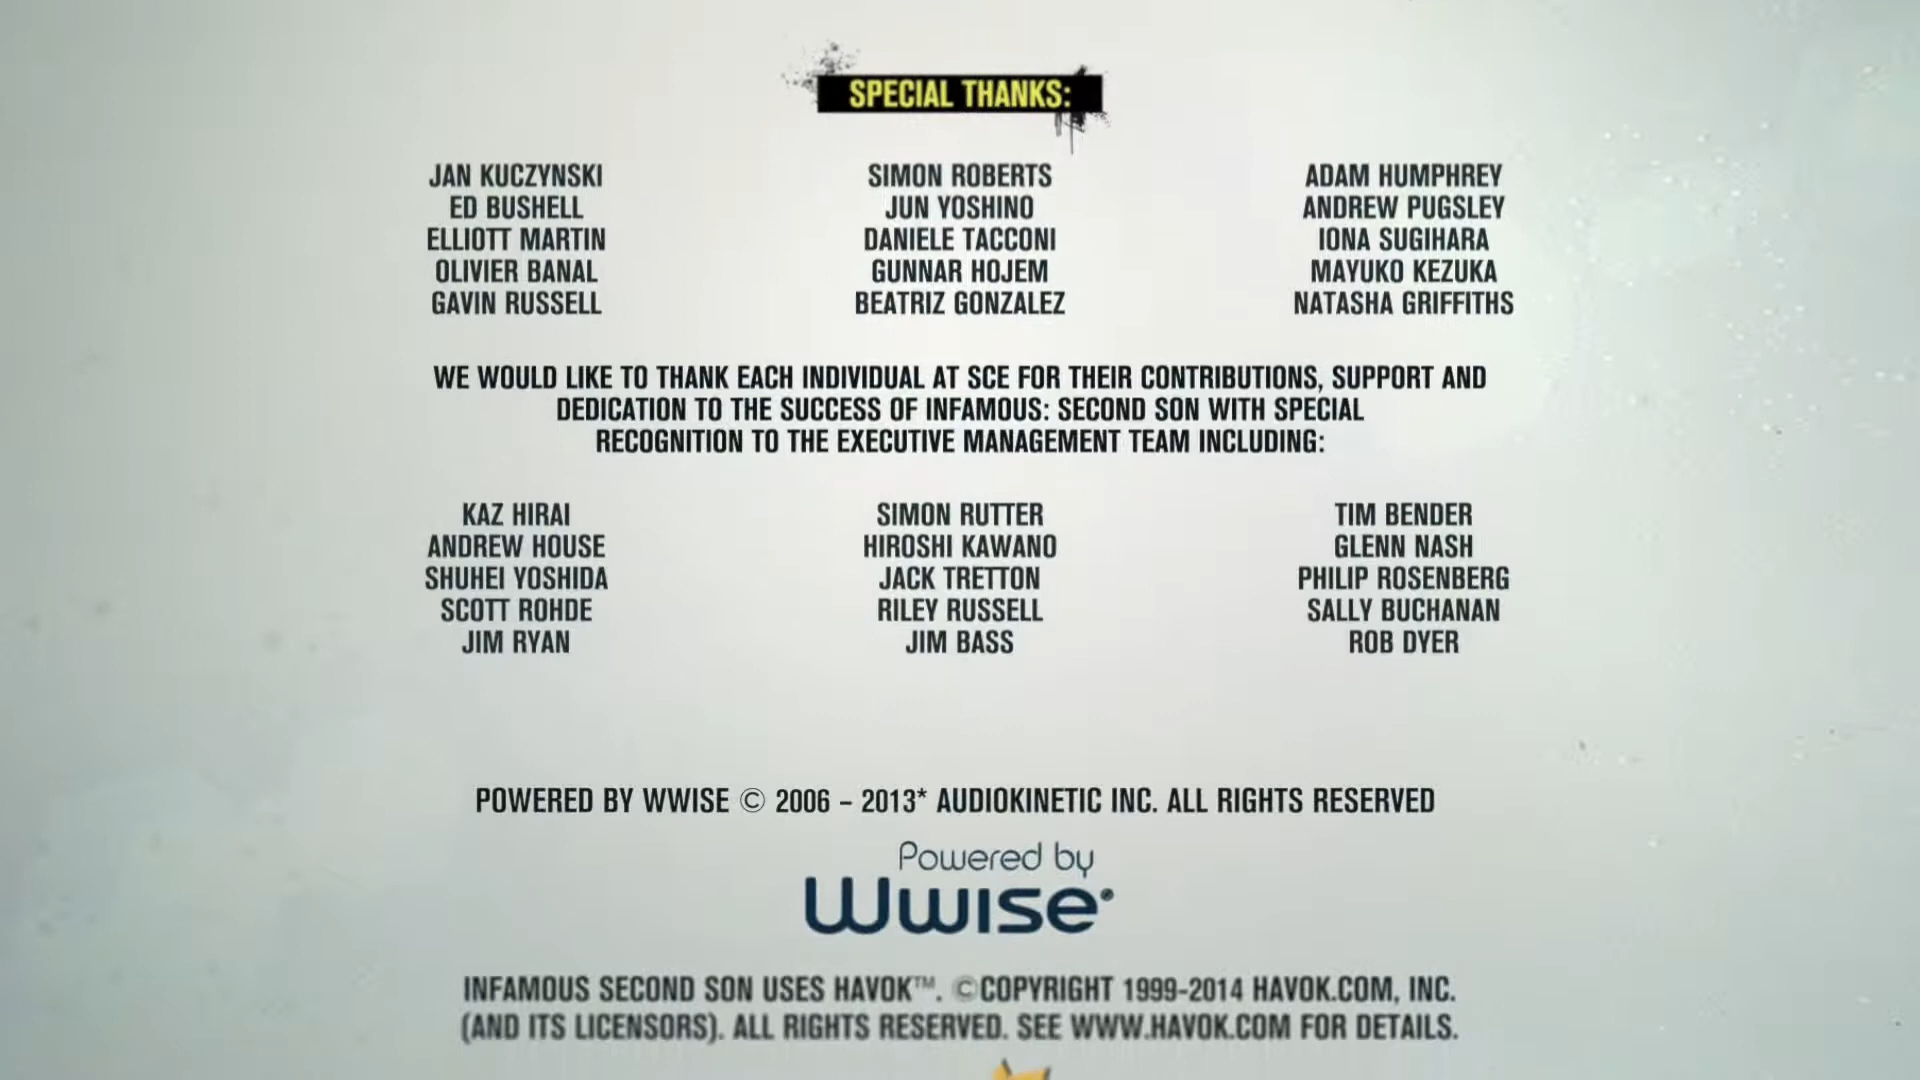 SPECIAL THANKS:
JAN KUCZYNSKI SIMON ROBERTS ADAM HUMPHREY
ED BUSHELL JUN YOSHINO ANDREW PUGSLEY
ELLIOTT MARTIN DANIELE TACCONI IONA SUGIHARA
OLIVIER BANAL GUNNAR HOJEM MAYUKO KEZUKA
GAVIN RUSSELL BEATRIZ GONZALEZ NATASHA GRIFFITHS
WE WOULD LIKE TO THANK EACH INDIVIDUAL AT SCE FOR THEIR CONTRIBUTIONS, SUPPORT AND
DEDICATION TO THE SUCCESS OF INFAMOUS: SECOND SON WITH SPECIAL
RECOGNITION TO THE EXECUTIVE MANAGEMENT TEAM INCLUDING:
KAZ HIRAI SIMON RUTTER TIM BENDER
ANDREW HOUSE HIROSHI KAWANO GLENN NASH
SHUHEI YOSHIDA JACK TRETTON PHILIP ROSENBERG
SCOTT ROHDE RILEY RUSSELL SALLY BUCHANAN
JIM RYAN JIM BASS ROB DYER
POWERED BY WWISE © 2006 – 2013* AUDIOKINETIC INC. ALL RIGHTS RESERVED
Powered by
Wwise
INFAMOUS SECOND SON USES HAVOK™. ©COPYRIGHT 1999-2014 HAVOK.COM, INC.
(AND ITS LICENSORS). ALL RIGHTS RESERVED. SEE WWW.HAVOK.COM FOR DETAILS.